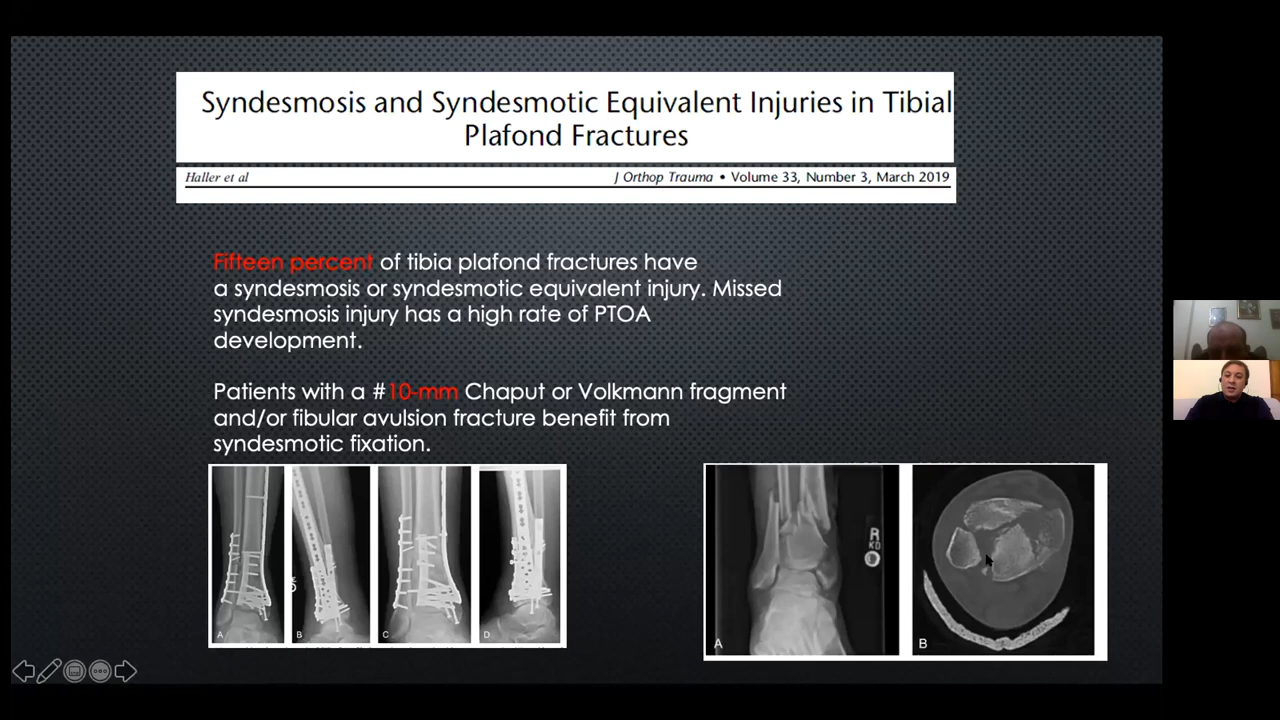 Syndesmosis and Syndesmotic Equivalent Injuries in Tibial
Plafond Fractures
Haller et al
J Orthop Trauma • Volume 33, Number 3, March 2019
Fifteen percent of tibia plafond fractures have
a syndesmosis or syndesmotic equivalent injury. Missed
syndesmosis injury has a high rate of PTOA
development.
Patients with a #10-mm Chaput or Volkmann fragment
and/or fibular avulsion fracture benefit from
syndesmotic fixation.
A
B
C
D
R
KD
A
B